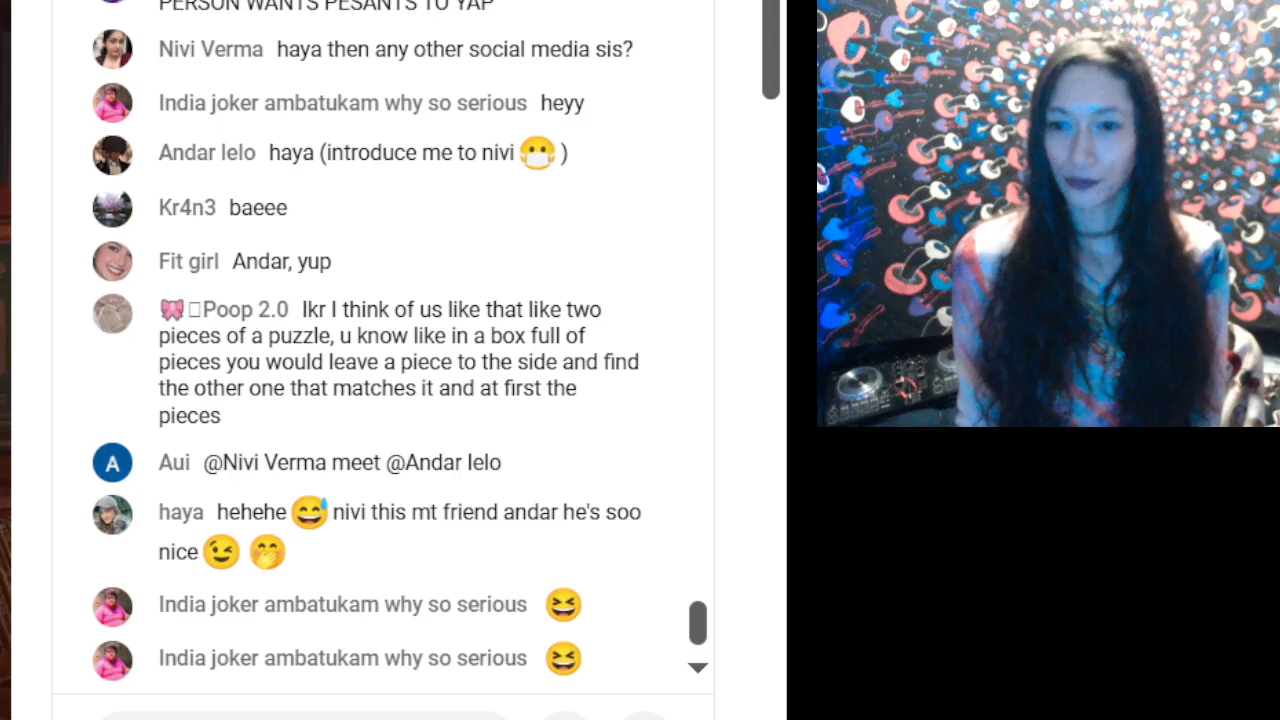 PERSON WANTS PESANTS TO YAP
Nivi Verma haya then any other social media sis?
India joker ambatukam why so serious heyy
Andar lelo haya (introduce me to nivi 😷 )
Kr4n3 baeee
Fit girl Andar, yup
🎀 Poop 2.0 Ikr I think of us like that like two
pieces of a puzzle, u know like in a box full of
pieces you would leave a piece to the side and find
the other one that matches it and at first the
pieces
A Aui @Nivi Verma meet @Andar lelo
haya hehehe 😅 nivi this mt friend andar he's soo
nice 😉 🤭
India joker ambatukam why so serious 😆
India joker ambatukam why so serious 😆